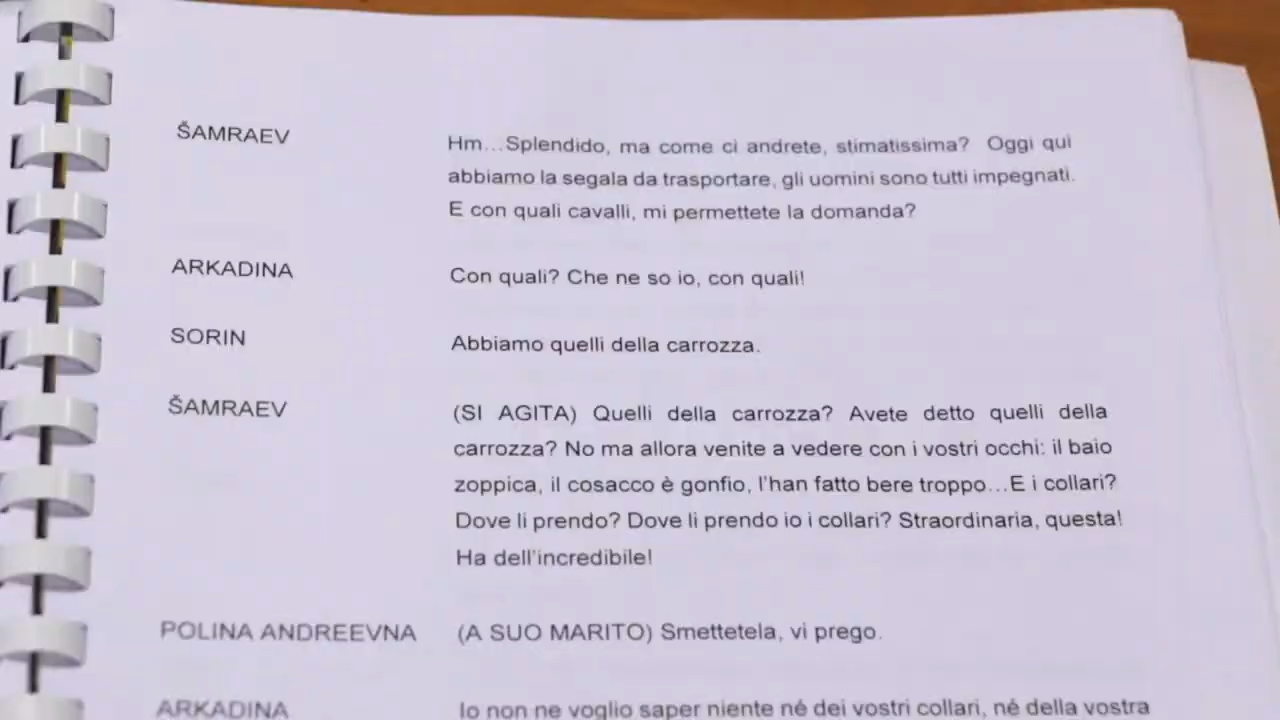 ŠAMRAEV
Hm...Splendido, ma come ci andrete, stimatissima? Oggi qui
abbiamo la segala da trasportare, gli uomini sono tutti impegnati.
E con quali cavalli, mi permettete la domanda?
ARKADINA
Con quali? Che ne so io, con quali!
SORIN
Abbiamo quelli della carrozza.
ŠAMRAEV
(SI AGITA) Quelli della carrozza? Avete detto quelli della
carrozza? No ma allora venite a vedere con i vostri occhi: il baio
zoppica, il cosacco è gonfio, l'han fatto bere troppo...E i collari?
Dove li prendo? Dove li prendo io i collari? Straordinaria, questa!
Ha dell'incredibile!
POLINA ANDREEVNA
(A SUO MARITO) Smettetela, vi prego.
ARKADINA
Io non ne voglio saper niente né dei vostri collari, né della vostra